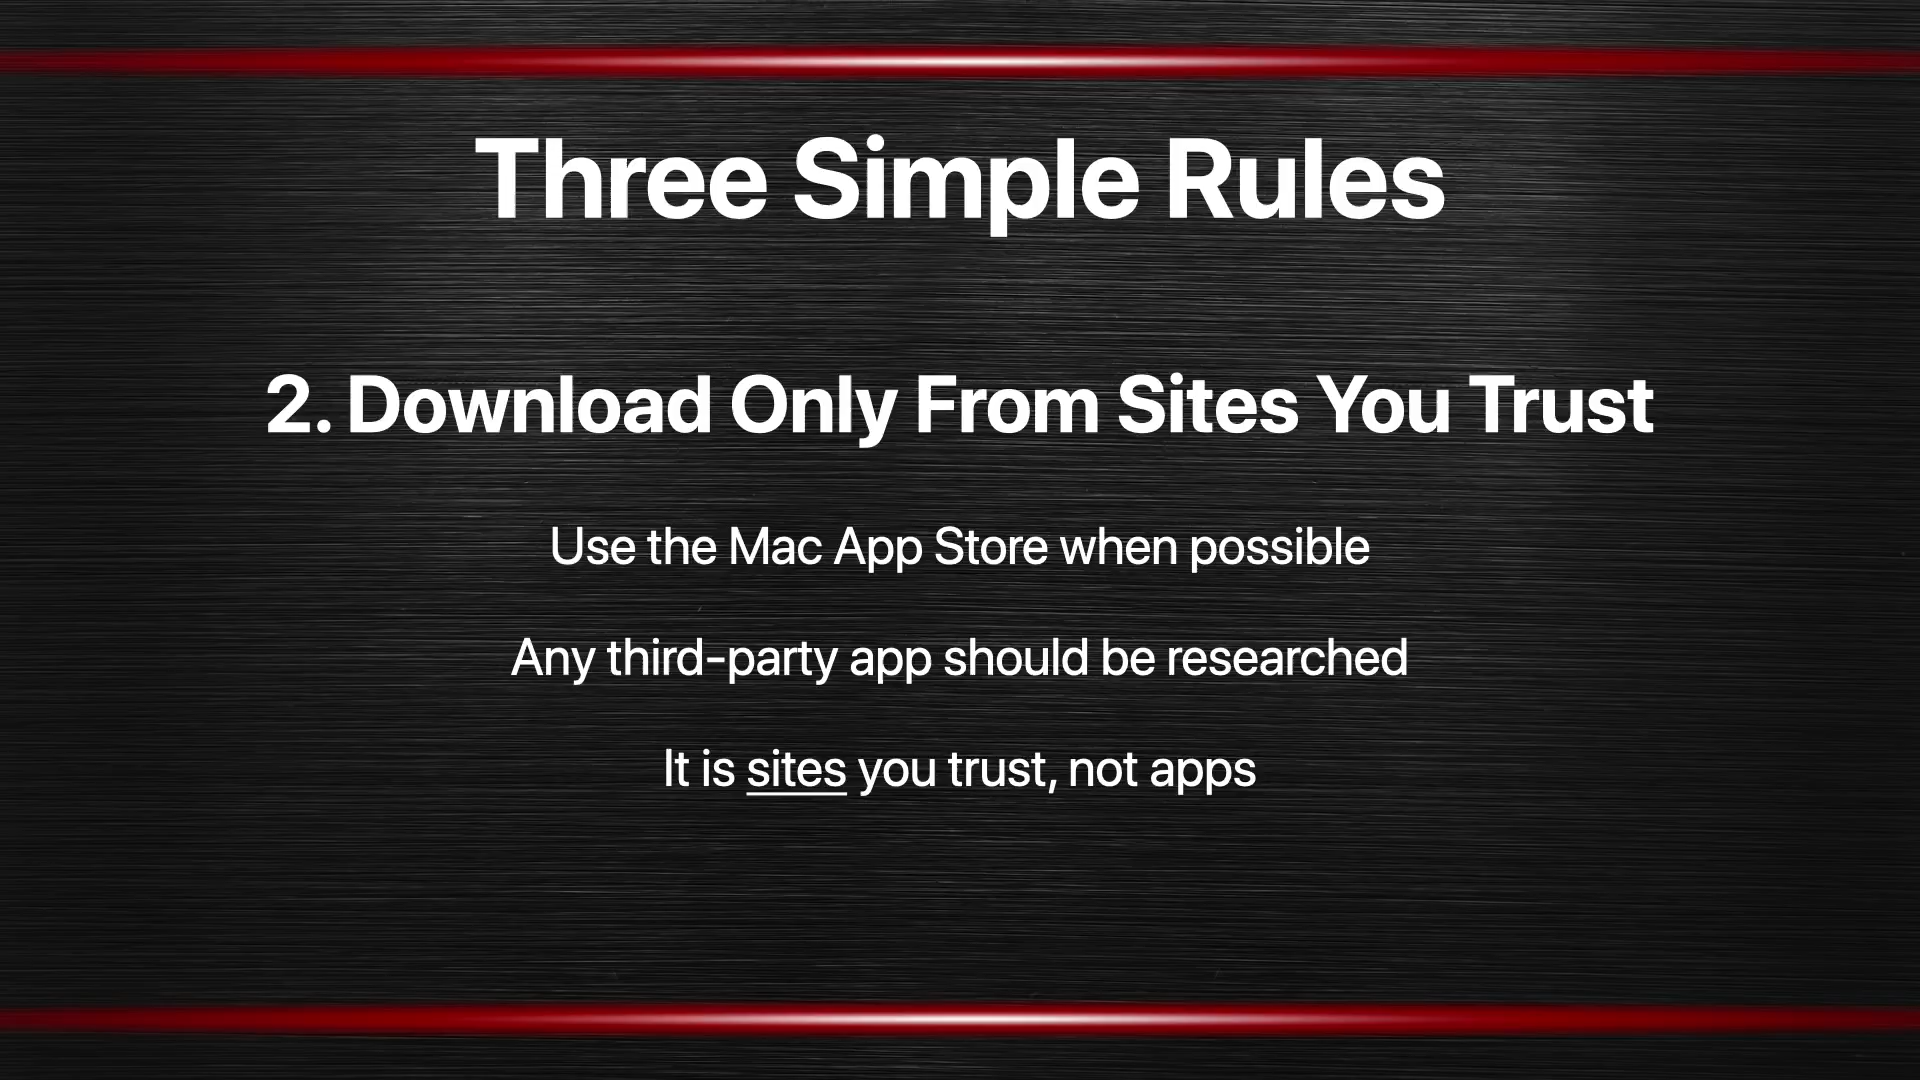 Three Simple Rules
2. Download Only From Sites You Trust
Use the Mac App Store when possible
Any third-party app should be researched
It is sites you trust, not apps